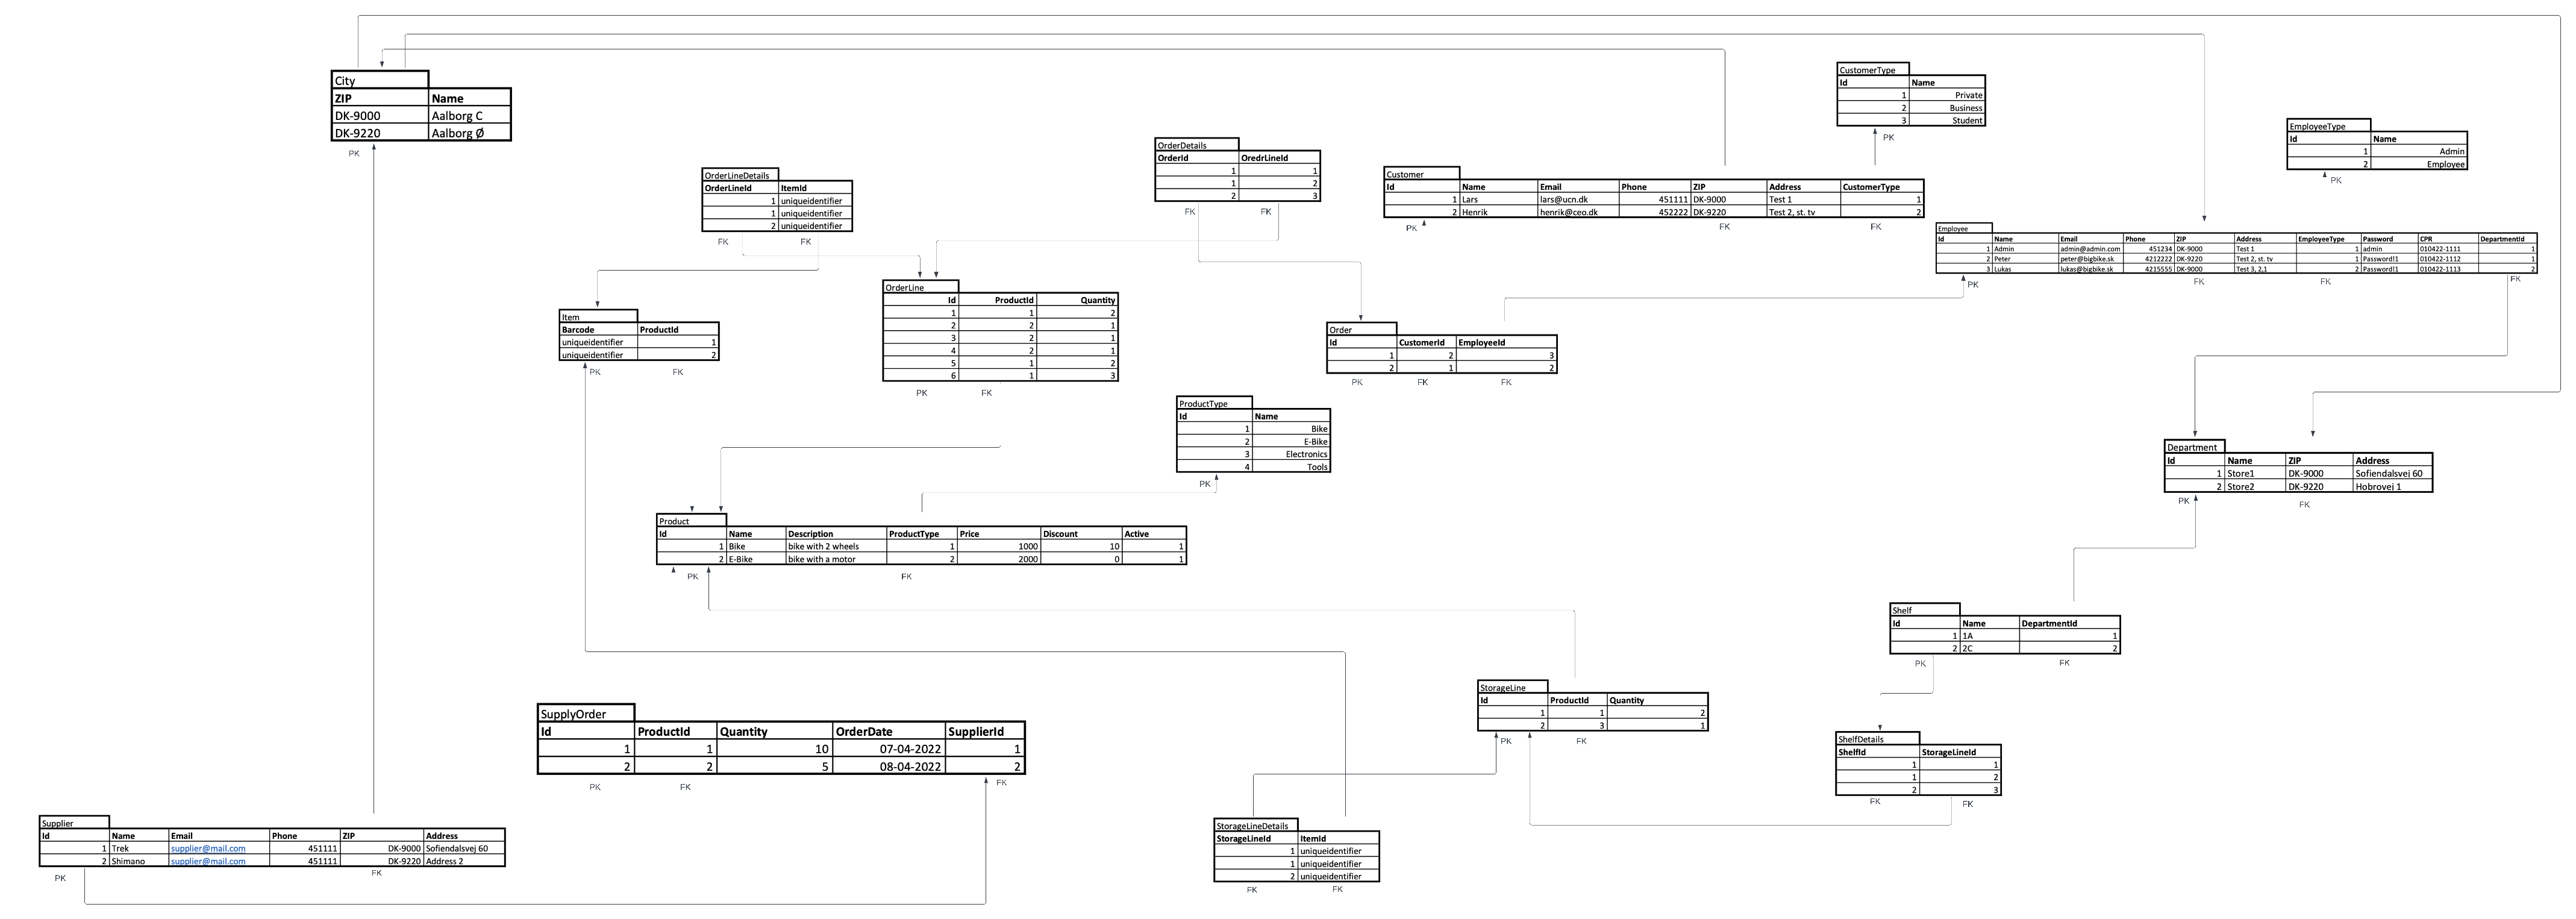 City
ZIP Name
DK-9000 Aalborg C
DK-9220 Aalborg Ø
PK
CustomerType
Id Name
1 Private
2 Business
3 Student
PK
EmployeeType
Id Name
1 Admin
2 Employee
PK
OrderDetails
OrderId OredrLineId
1 1
1 2
2 3
FK FK
OrderLineDetails
OrderLineId ItemId
1 uniqueidentifier
1 uniqueidentifier
2 uniqueidentifier
FK FK
Customer
Id Name Email Phone ZIP Address CustomerType
1 Lars lars@ucn.dk 451111 DK-9000 Test 1 1
2 Henrik henrik@ceo.dk 452222 DK-9220 Test 2, st. tv 2
PK FK FK
Employee
Id Name Email Phone ZIP Address EmployeeType Password CPR DepartmentId
1 Admin admin@admin.com 451234 DK-9000 Test 1 1 admin 010422-1111 1
2 Peter peter@bigbike.sk 4212222 DK-9220 Test 2, st. tv 1 Password!1 010422-1112 1
3 Lukas lukas@bigbike.sk 4215555 DK-9000 Test 3, 2,1 2 Password!1 010422-1113 2
PK FK FK FK
OrderLine
Id ProductId Quantity
1 1 2
2 2 1
3 2 1
4 2 1
5 1 2
6 1 3
PK FK
Item
Barcode ProductId
uniqueidentifier 1
uniqueidentifier 2
PK FK
Order
Id CustomerId EmployeeId
1 2 3
2 1 2
PK FK FK
ProductType
Id Name
1 Bike
2 E-Bike
3 Electronics
4 Tools
PK
Department
Id Name ZIP Address
1 Store1 DK-9000 Sofiendalsvej 60
2 Store2 DK-9220 Hobrovej 1
PK FK
Product
Id Name Description ProductType Price Discount Active
1 Bike bike with 2 wheels 1 1000 10 1
2 E-Bike bike with a motor 2 2000 0 1
PK FK
Shelf
Id Name DepartmentId
1 1A 1
2 2C 2
PK FK
StorageLine
Id ProductId Quantity
1 1 2
2 3 1
PK FK
SupplyOrder
Id ProductId Quantity OrderDate SupplierId
1 1 10 07-04-2022 1
2 2 5 08-04-2022 2
PK FK FK
ShelfDetails
ShelfId StorageLineId
1 1
1 2
2 3
FK FK
Supplier
Id Name Email Phone ZIP Address
1 Trek supplier@mail.com 451111 DK-9000 Sofiendalsvej 60
2 Shimano supplier@mail.com 451111 DK-9220 Address 2
PK FK
StorageLineDetails
StorageLineId ItemId
1 uniqueidentifier
1 uniqueidentifier
2 uniqueidentifier
FK FK